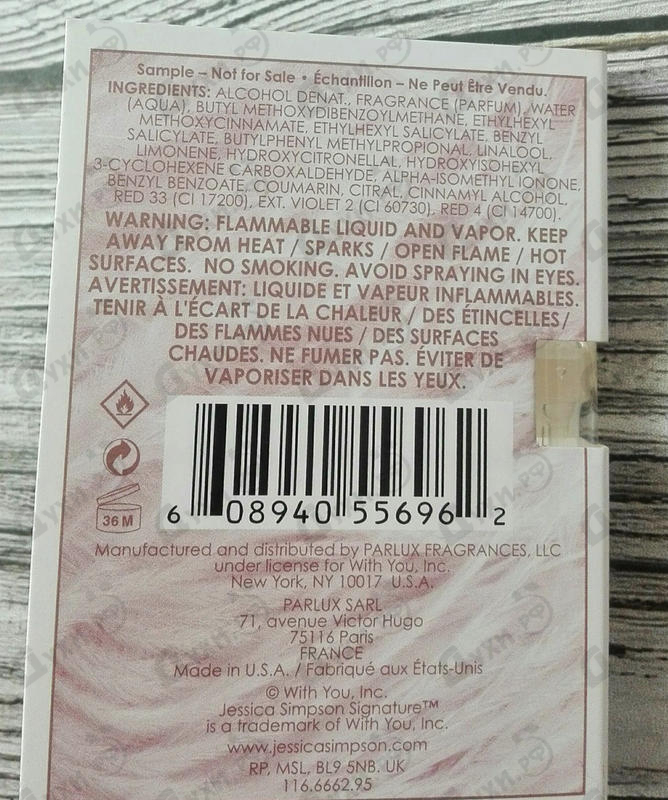 Sample – Not for Sale • Échantillon – Ne Peut Être Vendu.
INGREDIENTS: ALCOHOL DENAT., FRAGRANCE (PARFUM), WATER
(AQUA), BUTYL METHOXYDIBENZOYLMETHANE, ETHYLHEXYL
METHOXYCINNAMATE, ETHYLHEXYL SALICYLATE, BENZYL
SALICYLATE, BUTYLPHENYL METHYLPROPIONAL, LINALOOL,
LIMONENE, HYDROXYCITRONELLAL, HYDROXYISOHEXYL
3-CYCLOHEXENE CARBOXALDEHYDE, ALPHA-ISOMETHYL IONONE,
BENZYL BENZOATE, COUMARIN, CITRAL, CINNAMYL ALCOHOL,
RED 33 (CI 17200), EXT. VIOLET 2 (CI 60730), RED 4 (CI 14700).
WARNING: FLAMMABLE LIQUID AND VAPOR. KEEP
AWAY FROM HEAT / SPARKS / OPEN FLAME / HOT
SURFACES. NO SMOKING. AVOID SPRAYING IN EYES.
AVERTISSEMENT: LIQUIDE ET VAPEUR INFLAMMABLES.
TENIR À L'ÉCART DE LA CHALEUR / DES ÉTINCELLES/
DES FLAMMES NUES / DES SURFACES
CHAUDES. NE FUMER PAS. ÉVITER DE
VAPORISER DANS LES YEUX.
36 M
6 08940 55696 2
Manufactured and distributed by PARLUX FRAGRANCES, LLC
under license for With You, Inc.
New York, NY 10017 U.S.A.
PARLUX SARL
71, avenue Victor Hugo
75116 Paris
FRANCE
Made in U.S.A. / Fabriqué aux États-Unis
© With You, Inc.
Jessica Simpson Signature™
is a trademark of With You, Inc.
www.jessicasimpson.com
RP, MSL, BL9 5NB. UK
116.6662.95
Духи.рф